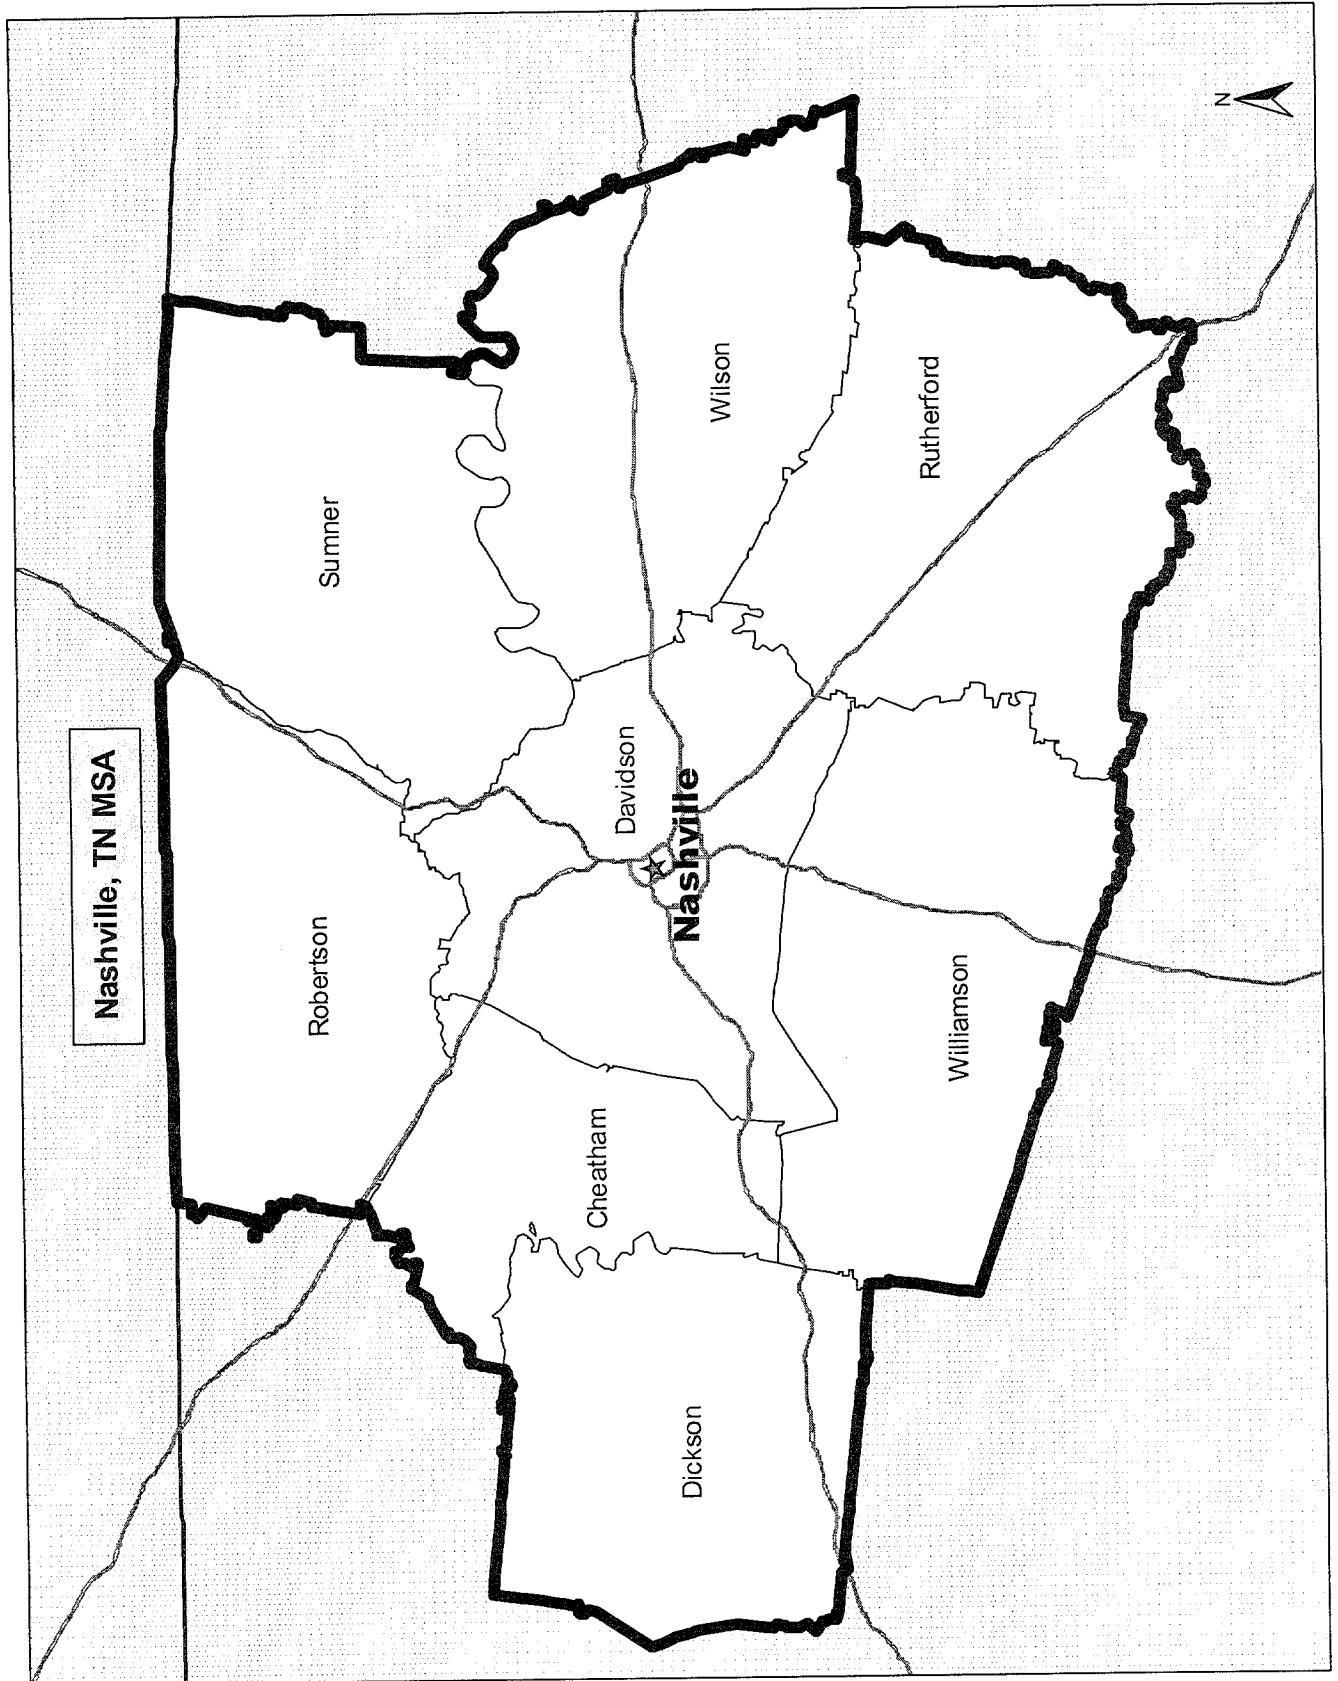 Nashville, TN MSA
Robertson
Sumner
Cheatham
Davidson
Nashville
Wilson
Dickson
Williamson
Rutherford
N